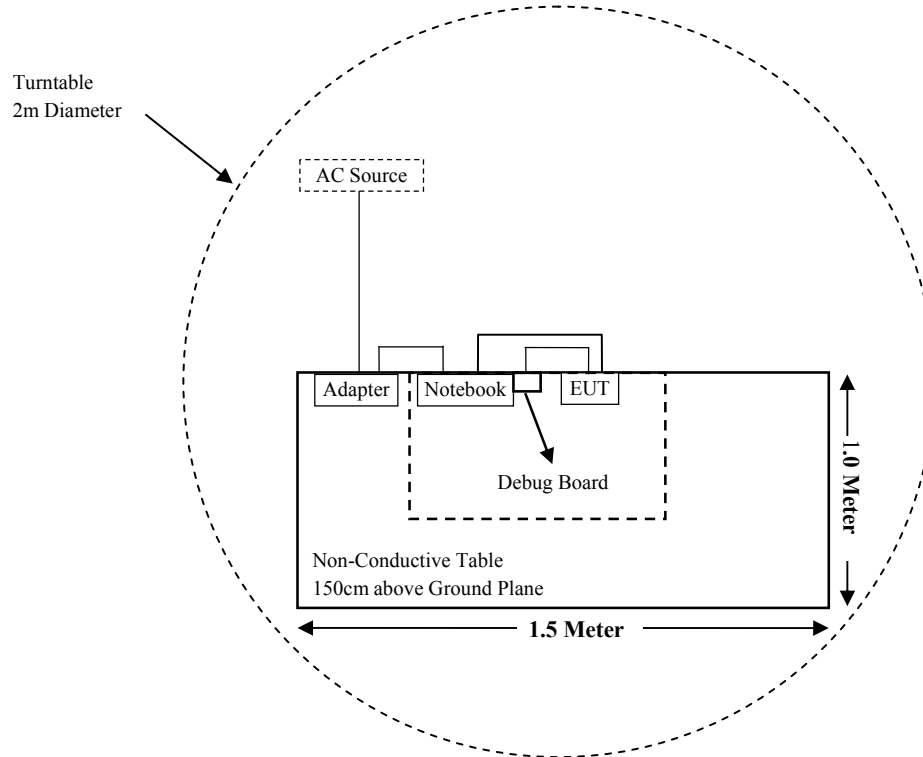 Turntable
2m Diameter
AC Source
Adapter
Notebook
EUT
Debug Board
1.0 Meter
Non-Conductive Table
150cm above Ground Plane
1.5 Meter